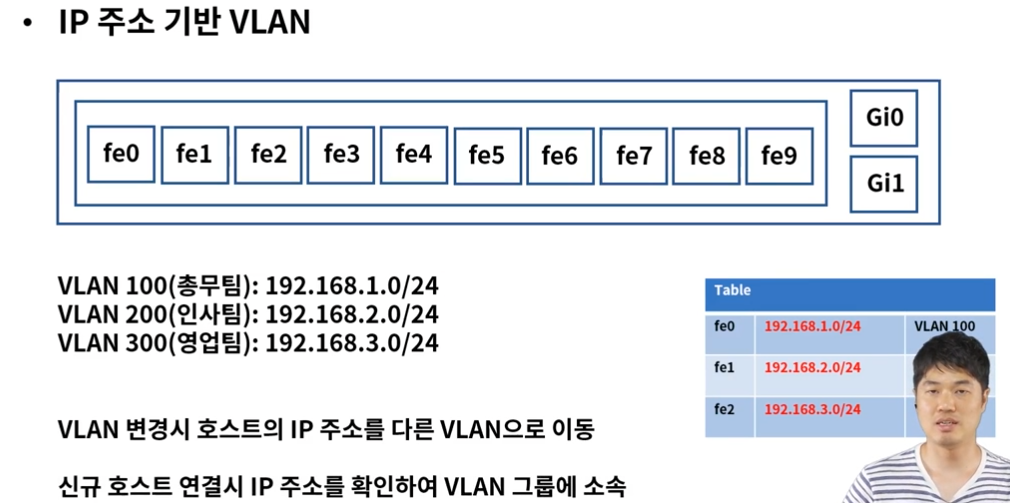 • IP 주소 기반 VLAN
fe0 fe1 fe2 fe3 fe4 fe5 fe6 fe7 fe8 fe9
Gi0
Gi1
VLAN 100(총무팀): 192.168.1.0/24
VLAN 200(인사팀): 192.168.2.0/24
VLAN 300(영업팀): 192.168.3.0/24
Table
fe0 192.168.1.0/24 VLAN 100
fe1 192.168.2.0/24
fe2 192.168.3.0/24
VLAN 변경시 호스트의 IP 주소를 다른 VLAN으로 이동
신규 호스트 연결시 IP 주소를 확인하여 VLAN 그룹에 소속